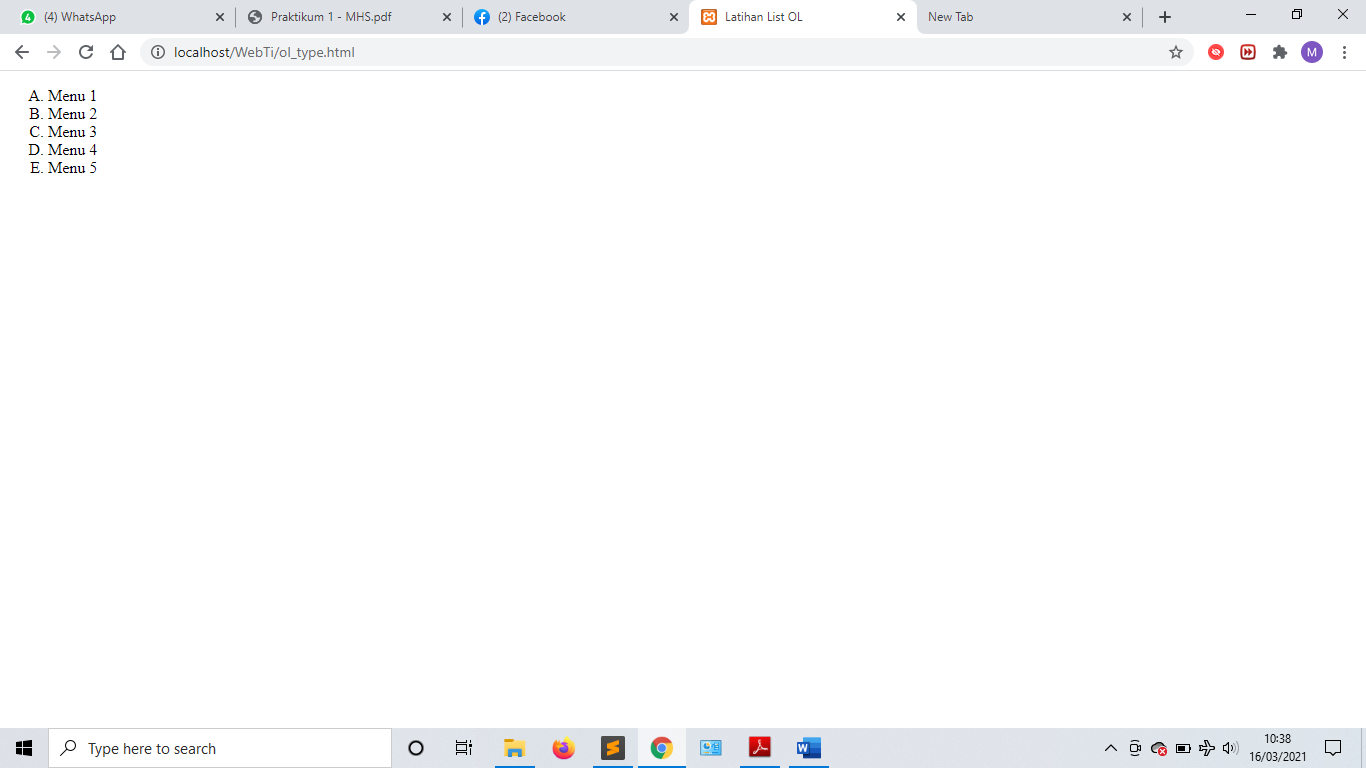 (4) WhatsApp
Praktikum 1 - MHS.pdf
(2) Facebook
Latihan List OL
New Tab
localhost/WebTi/ol_type.html
M
A. Menu 1
B. Menu 2
C. Menu 3
D. Menu 4
E. Menu 5
Type here to search
10:38
16/03/2021